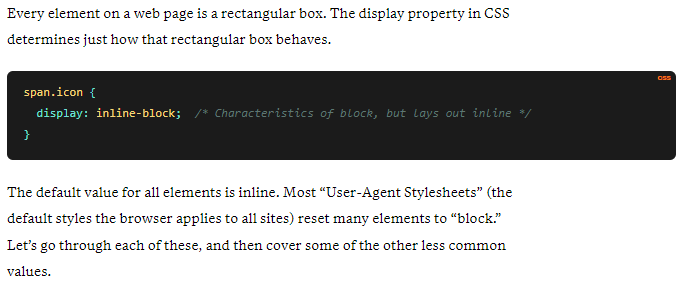 Every element on a web page is a rectangular box. The display property in CSS
determines just how that rectangular box behaves.
css
span.icon {
  display: inline-block;  /* Characteristics of block, but lays out inline */
}
The default value for all elements is inline. Most “User-Agent Stylesheets” (the
default styles the browser applies to all sites) reset many elements to “block.”
Let’s go through each of these, and then cover some of the other less common
values.